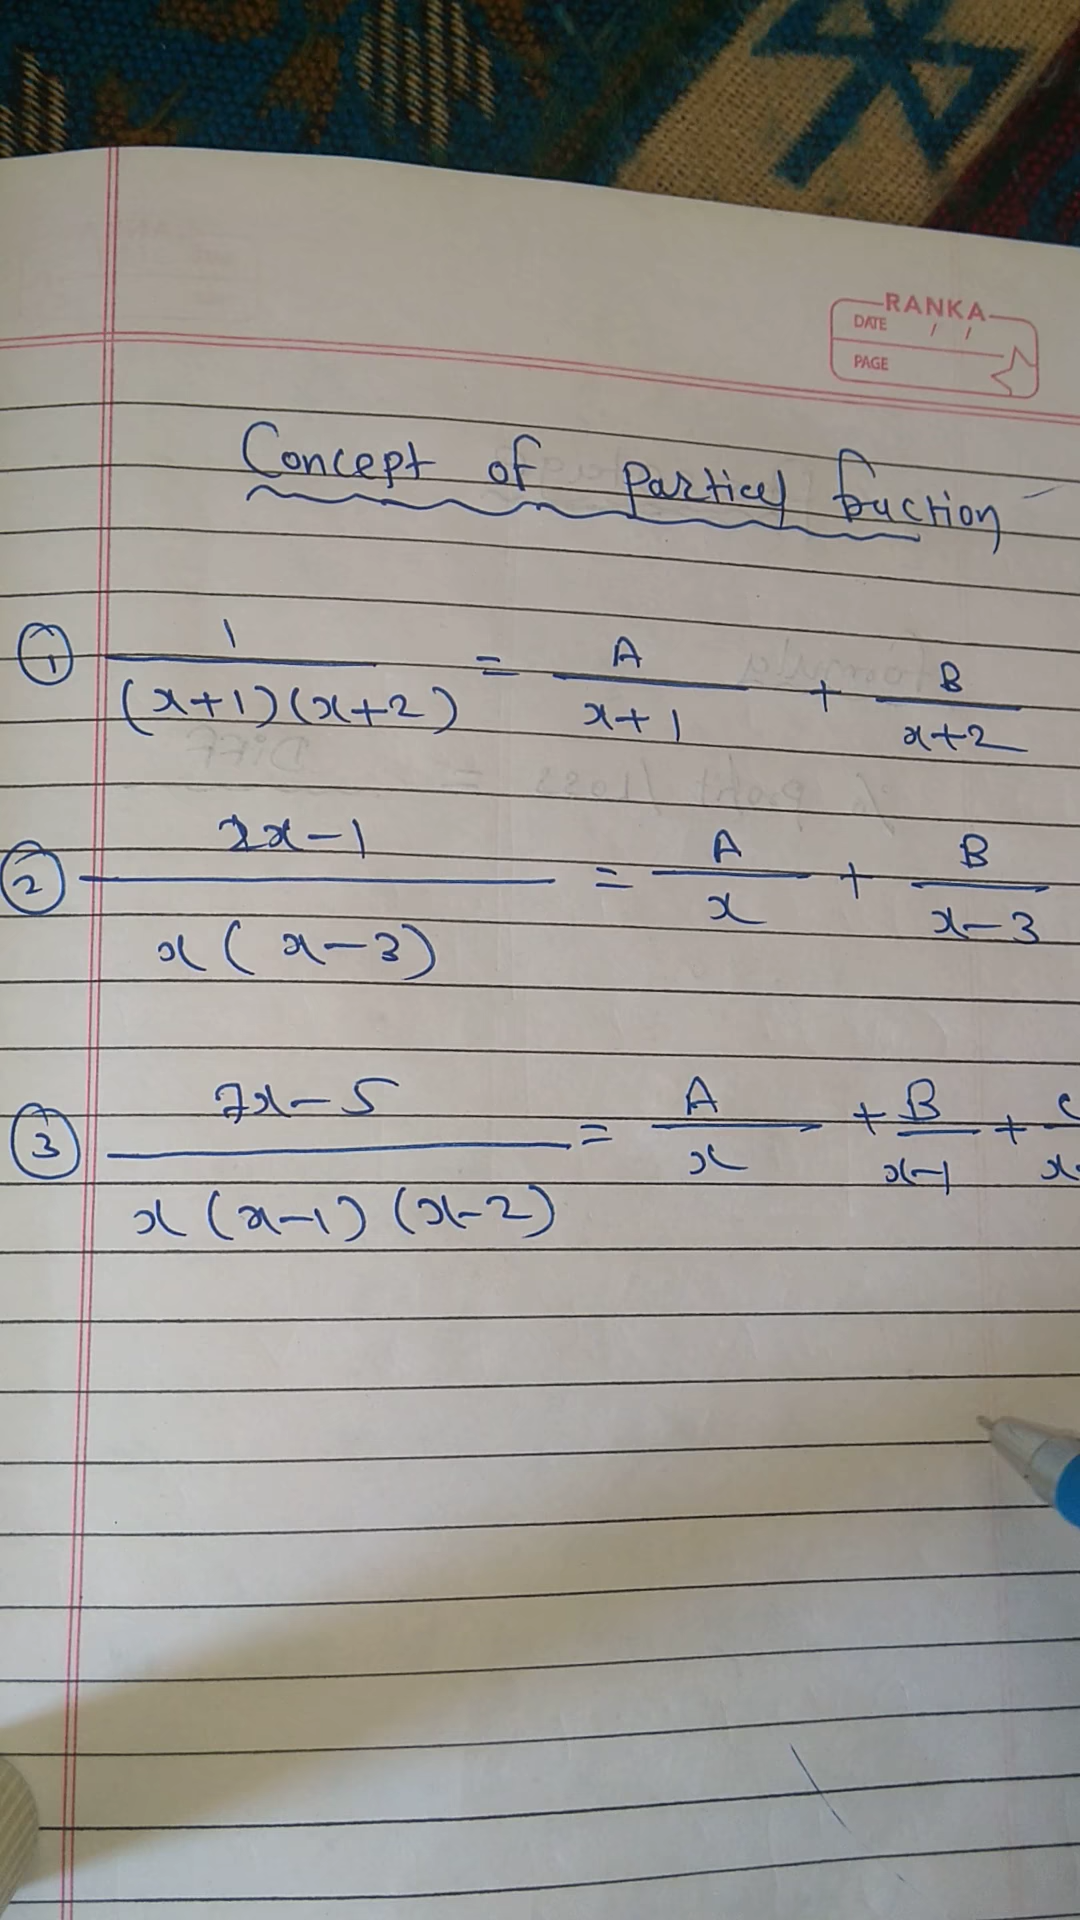 RANKA
DATE / /
PAGE
Concept of Partical fraction
① 1 / (x+1)(x+2) = A / x+1 + B / x+2
② 2x-1 / x(x-3) = A / x + B / x-3
③ 7x-5 / x(x-1)(x-2) = A / x + B / x-1 + C / x-